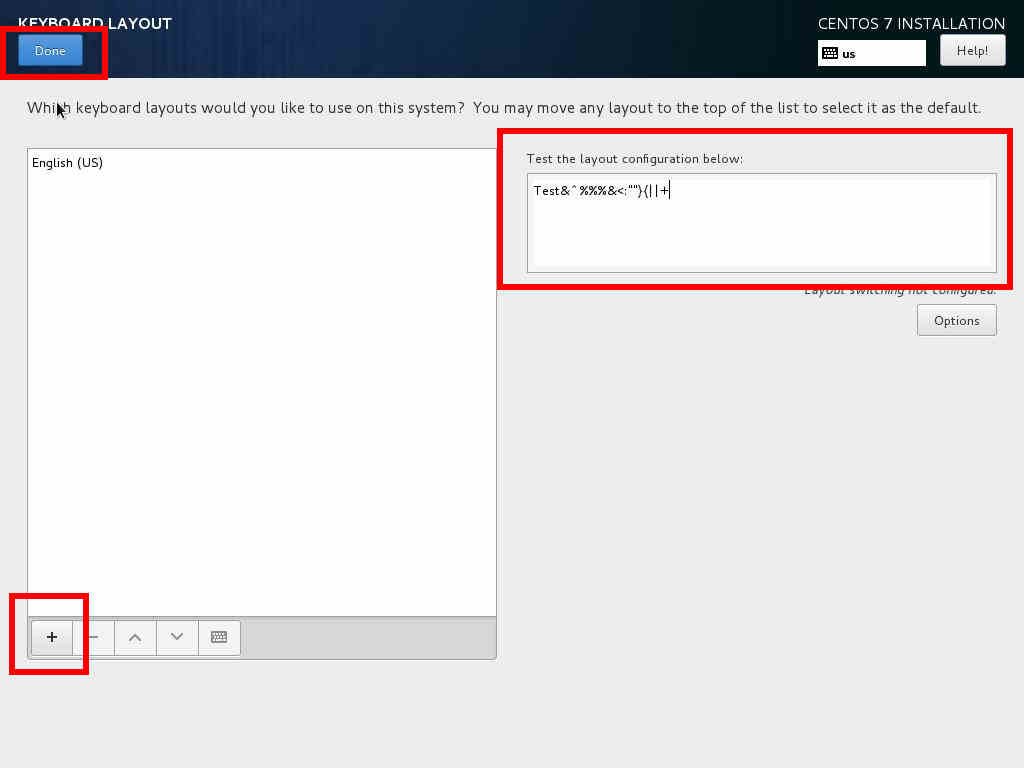 KEYBOARD LAYOUT
CENTOS 7 INSTALLATION
Done
us
Help!
Which keyboard layouts would you like to use on this system? You may move any layout to the top of the list to select it as the default.
English (US)
Test the layout configuration below:
Test&^%%%&<:""}{||+
Layout switching not configured.
Options